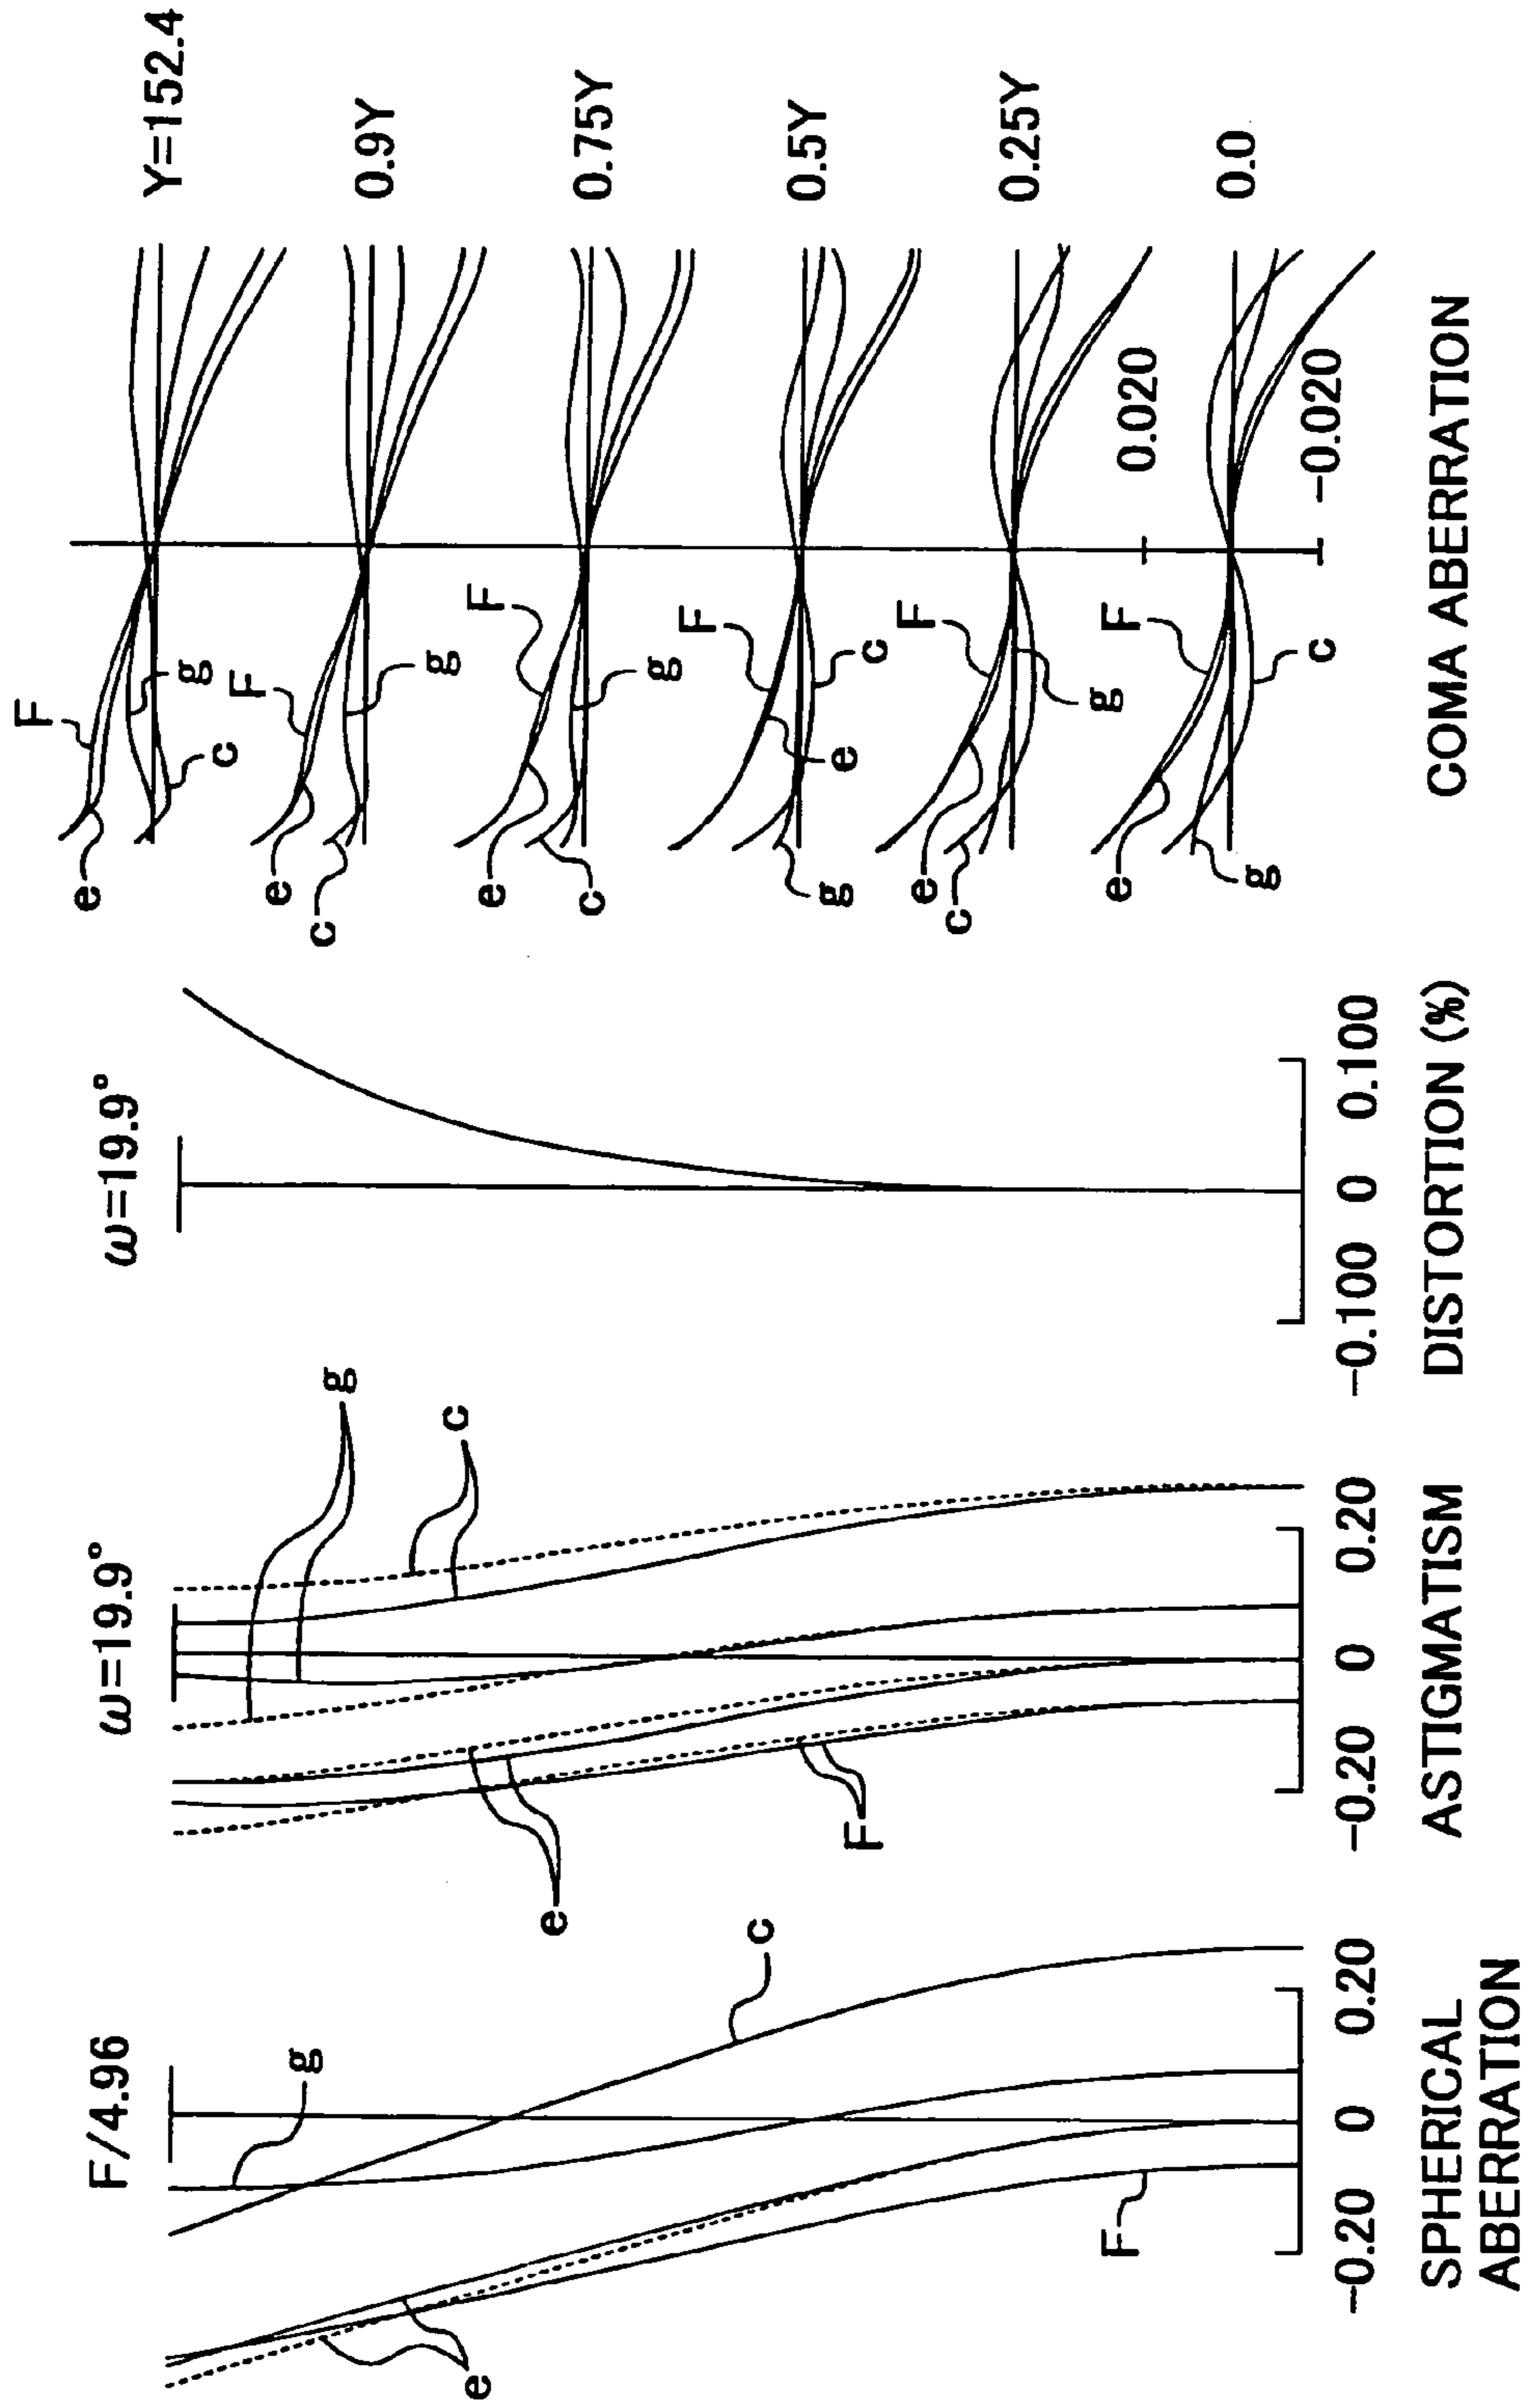 F/4.96
g
c
e
F
-0.20 0 0.20
SPHERICAL
ABERRATION
ω=19.9°
g
c
e
F
-0.20 0 0.20
ASTIGMATISM
ω=19.9°
-0.100 0 0.100
DISTORTION (%)
F
g
c
e
Y=152.4
F
g
e
c
0.9Y
F
g
e
c
0.75Y
F
c
e
g
0.5Y
F
g
e
c
0.25Y
F
c
e
g
0.0
0.020
-0.020
COMA ABERRATION